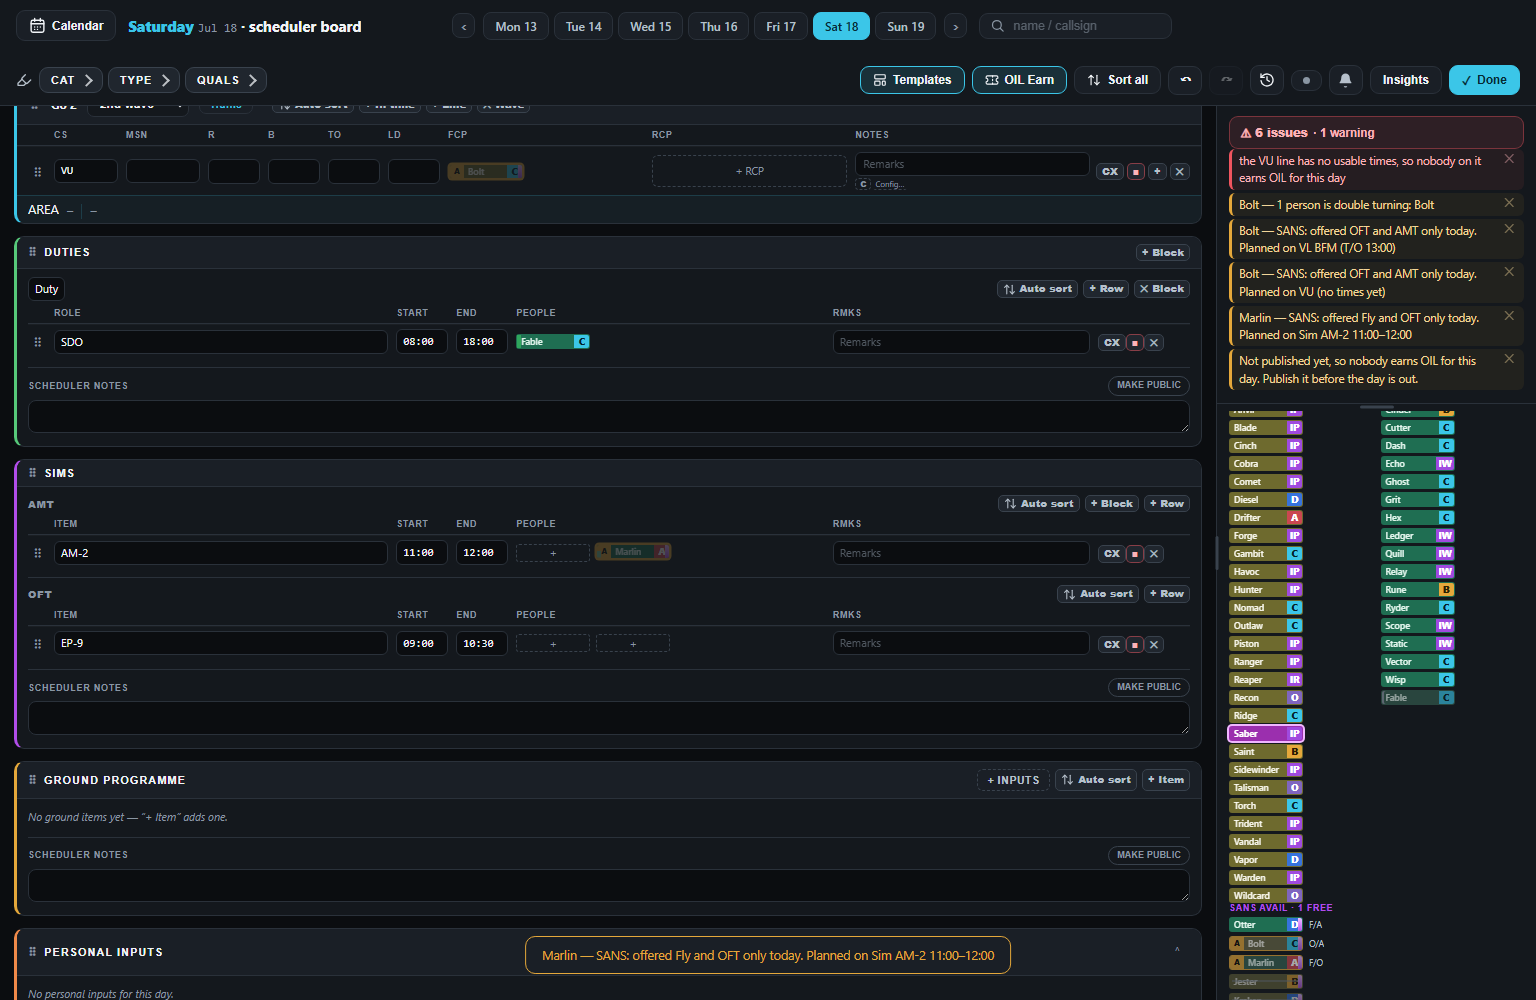 Calendar
Saturday Jul 18 · scheduler board
‹
Mon 13
Tue 14
Wed 15
Thu 16
Fri 17
Sat 18
Sun 19
›
name / callsign
CAT
TYPE
QUALS
Templates
OIL Earn
Sort all
Insights
✓ Done
CS
MSN
R
B
TO
LD
FCP
RCP
NOTES
VU
A Bolt C
+ RCP
Remarks
C Config...
CX
+
AREA – | –
DUTIES
+ Block
Duty
Auto sort
+ Row
× Block
ROLE
START
END
PEOPLE
RMKS
SDO
08:00
18:00
Fable C
Remarks
CX
SCHEDULER NOTES
MAKE PUBLIC
SIMS
AMT
Auto sort
+ Block
+ Row
ITEM
START
END
PEOPLE
RMKS
AM-2
11:00
12:00
+
A Marlin A
Remarks
CX
OFT
Auto sort
+ Row
ITEM
START
END
PEOPLE
RMKS
EP-9
09:00
10:30
+
+
Remarks
CX
SCHEDULER NOTES
MAKE PUBLIC
GROUND PROGRAMME
+ INPUTS
Auto sort
+ Item
No ground items yet — "+ Item" adds one.
SCHEDULER NOTES
MAKE PUBLIC
PERSONAL INPUTS
No personal inputs for this day.
Marlin — SANS: offered Fly and OFT only today. Planned on Sim AM-2 11:00–12:00
⚠ 6 issues · 1 warning
the VU line has no usable times, so nobody on it
earns OIL for this day
Bolt — 1 person is double turning: Bolt
Bolt — SANS: offered OFT and AMT only today.
Planned on VL BFM (T/O 13:00)
Bolt — SANS: offered OFT and AMT only today.
Planned on VU (no times yet)
Marlin — SANS: offered Fly and OFT only today.
Planned on Sim AM-2 11:00–12:00
Not published yet, so nobody earns OIL for this
day. Publish it before the day is out.
Blade IP
Cinch IP
Cobra IP
Comet IP
Diesel D
Drifter A
Forge IP
Gambit C
Havoc IP
Hunter IP
Nomad C
Outlaw C
Piston IP
Ranger IP
Reaper IR
Recon O
Ridge C
Saber IP
Saint B
Sidewinder IP
Talisman O
Torch C
Trident IP
Vandal IP
Vapor D
Warden IP
Wildcard O
Cutter C
Dash C
Echo IW
Ghost C
Grit C
Hex C
Ledger IW
Quill IW
Relay IW
Rune B
Ryder C
Scope IW
Static IW
Vector C
Wisp C
Fable C
SANS AVAIL · 1 FREE
Otter D F/A
A Bolt C O/A
A Marlin A F/O
Jester B